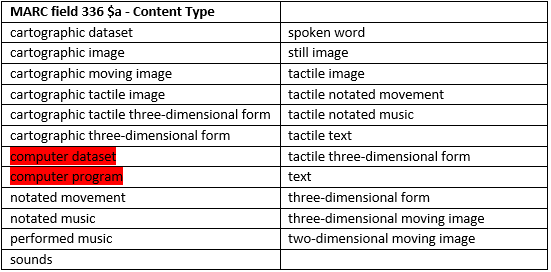 MARC field 336 $a - Content Type
cartographic dataset spoken word
cartographic image still image
cartographic moving image tactile image
cartographic tactile image tactile notated movement
cartographic tactile three-dimensional form tactile notated music
cartographic three-dimensional form tactile text
computer dataset tactile three-dimensional form
computer program text
notated movement three-dimensional form
notated music three-dimensional moving image
performed music two-dimensional moving image
sounds